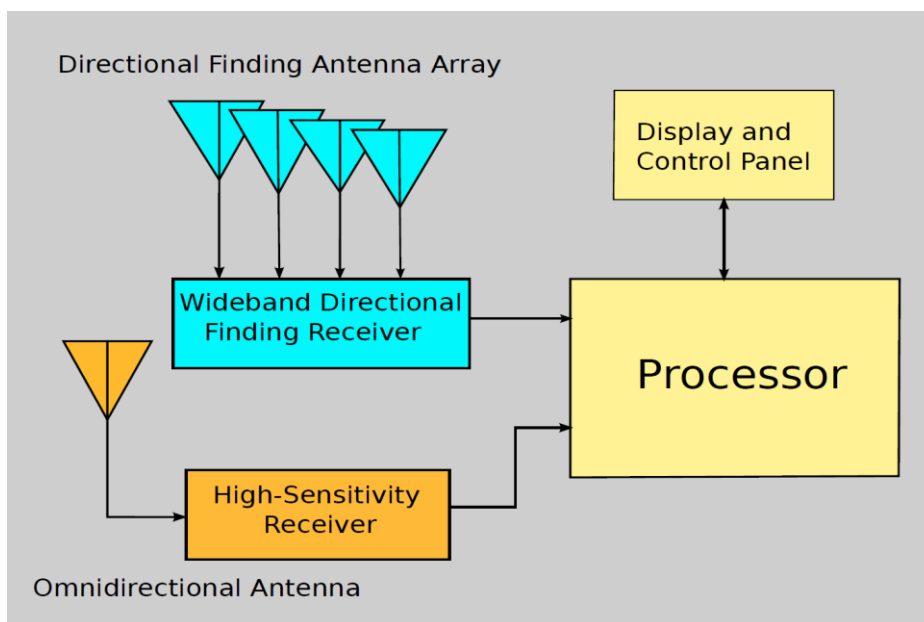 Directional Finding Antenna Array
Display and
Control Panel
Wideband Directional
Finding Receiver
Processor
High-Sensitivity
Receiver
Omnidirectional Antenna